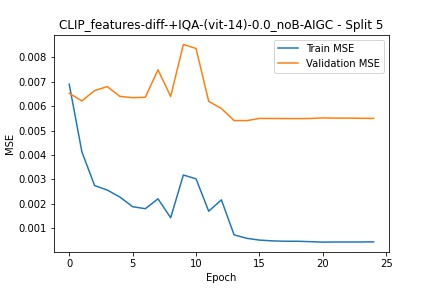 CLIP_features-diff-+IQA-(vit-14)-0.0_noB-AIGC - Split 5
Train MSE
Validation MSE
0.008
0.007
0.006
0.005
0.004
0.003
0.002
0.001
MSE
0 5 10 15 20 25
Epoch